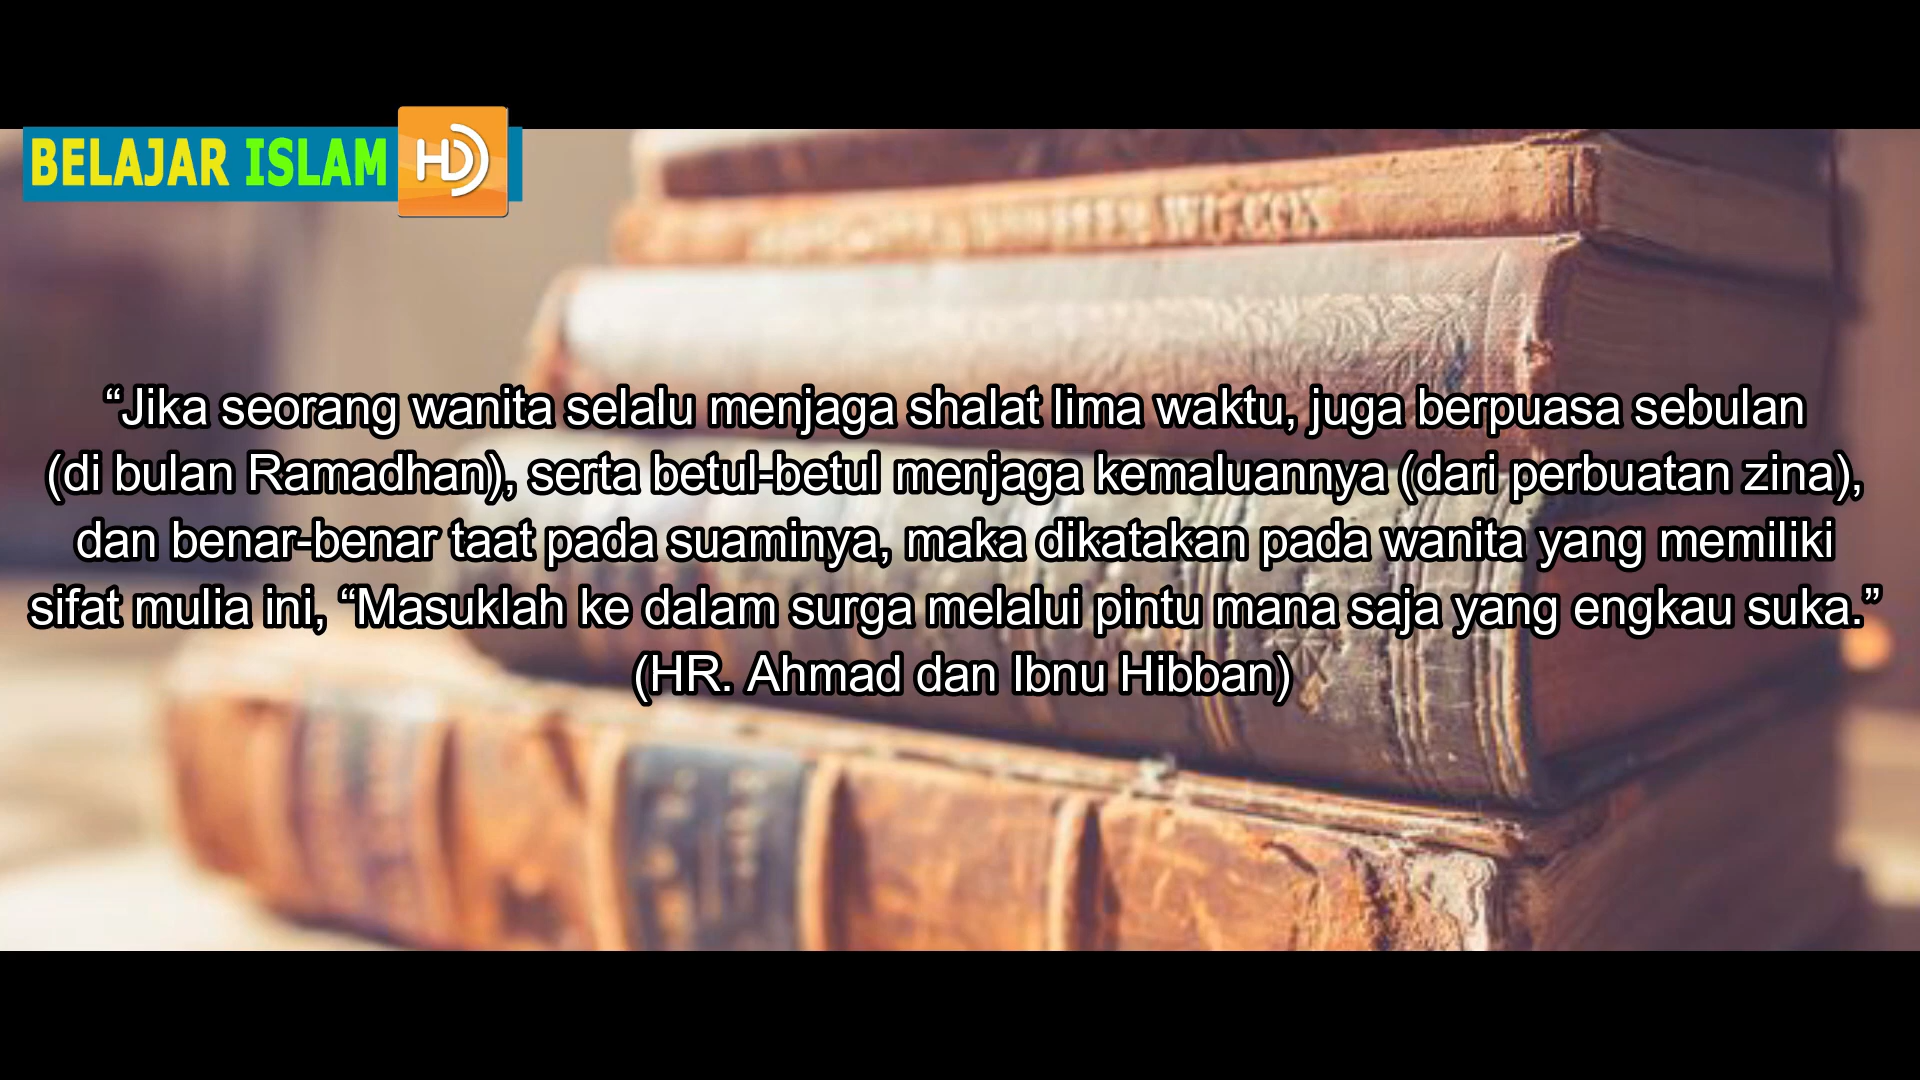 BELAJAR ISLAM HD
WILCOX
“Jika seorang wanita selalu menjaga shalat lima waktu, juga berpuasa sebulan
(di bulan Ramadhan), serta betul-betul menjaga kemaluannya (dari perbuatan zina),
dan benar-benar taat pada suaminya, maka dikatakan pada wanita yang memiliki
sifat mulia ini, “Masuklah ke dalam surga melalui pintu mana saja yang engkau suka.”
(HR. Ahmad dan Ibnu Hibban)